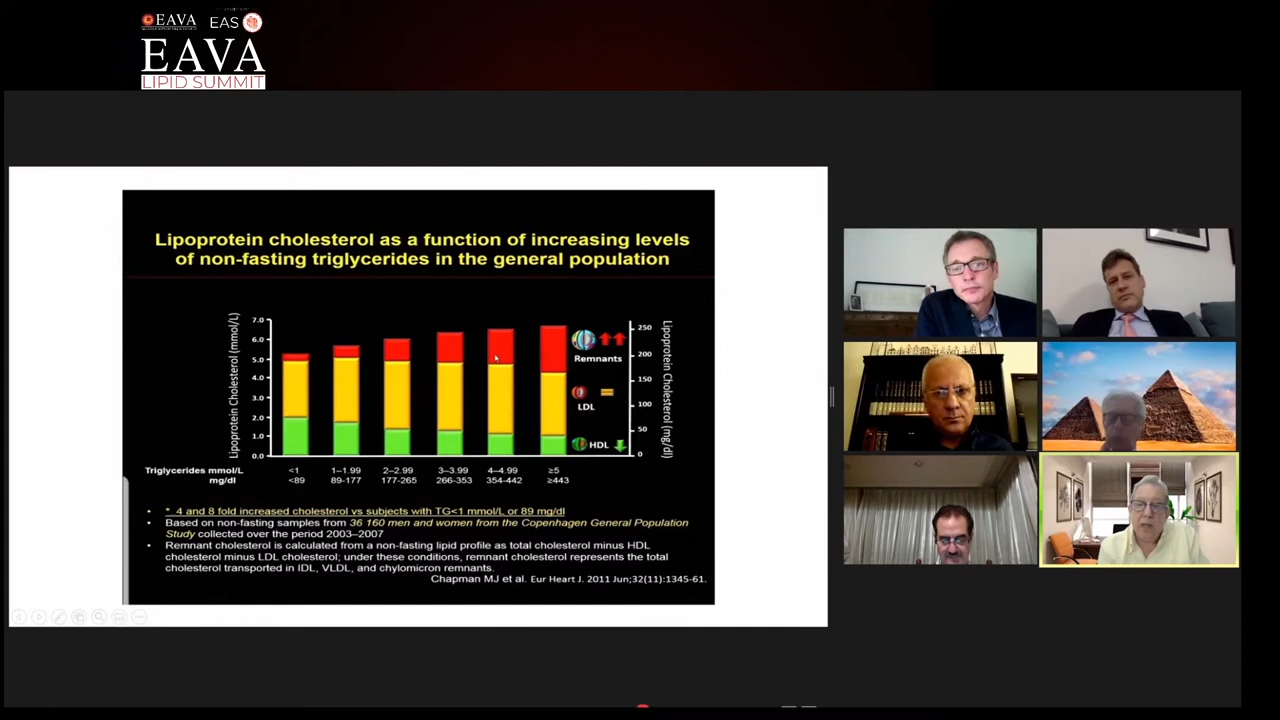 EAVA
EAS
EAVA
LIPID SUMMIT
Lipoprotein cholesterol as a function of increasing levels
of non-fasting triglycerides in the general population
Lipoprotein Cholesterol (mmol/L)
7.0
6.0
5.0
4.0
3.0
2.0
1.0
0.0
Remnants
LDL
HDL
250
200
150
100
50
0
Lipoprotein Cholesterol (mg/dl)
Triglycerides mmol/L <1 1–1.99 2–2.99 3–3.99 4–4.99 ≥5
mg/dl <89 89-177 177-265 266-353 354-442 ≥443
• * 4 and 8 fold increased cholesterol vs subjects with TG<1 mmol/L or 89 mg/dl
• Based on non-fasting samples from 36 160 men and women from the Copenhagen General Population
Study collected over the period 2003–2007
• Remnant cholesterol is calculated from a non-fasting lipid profile as total cholesterol minus HDL
cholesterol minus LDL cholesterol; under these conditions, remnant cholesterol represents the total
cholesterol transported in IDL, VLDL, and chylomicron remnants.
Chapman MJ et al. Eur Heart J. 2011 Jun;32(11):1345-61.